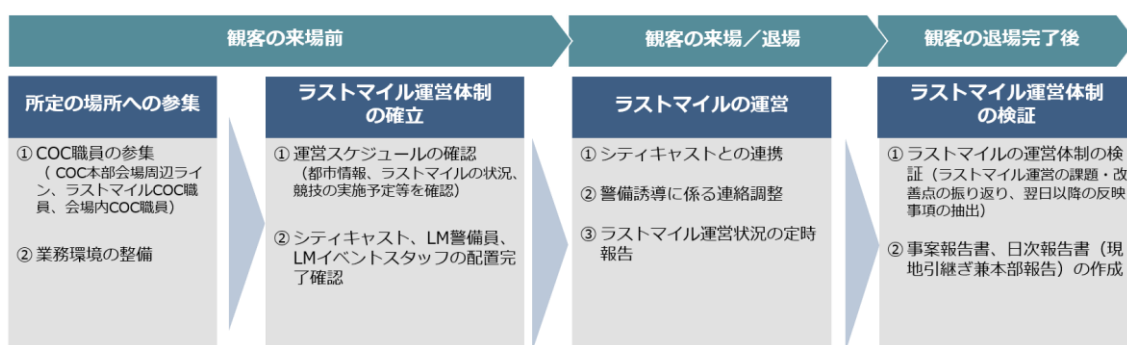 観客の来場前
観客の来場／退場
観客の退場完了後
所定の場所への参集
① COC職員の参集
（ COC本部会場周辺ライ
ン、ラストマイルCOC職
員、会場内COC職員）
② 業務環境の整備
ラストマイル運営体制
の確立
① 運営スケジュールの確認
（都市情報、ラストマイルの状況、
競技の実施予定等を確認）
② シティキャスト、LM警備員、
LMイベントスタッフの配置完
了確認
ラストマイルの運営
① シティキャストとの連携
② 警備誘導に係る連絡調整
③ ラストマイル運営状況の定時
報告
ラストマイル運営体制
の検証
① ラストマイルの運営体制の検
証（ラストマイル運営の課題・改
善点の振り返り、翌日以降の反映
事項の抽出）
② 事案報告書、日次報告書（現
地引継ぎ兼本部報告）の作成